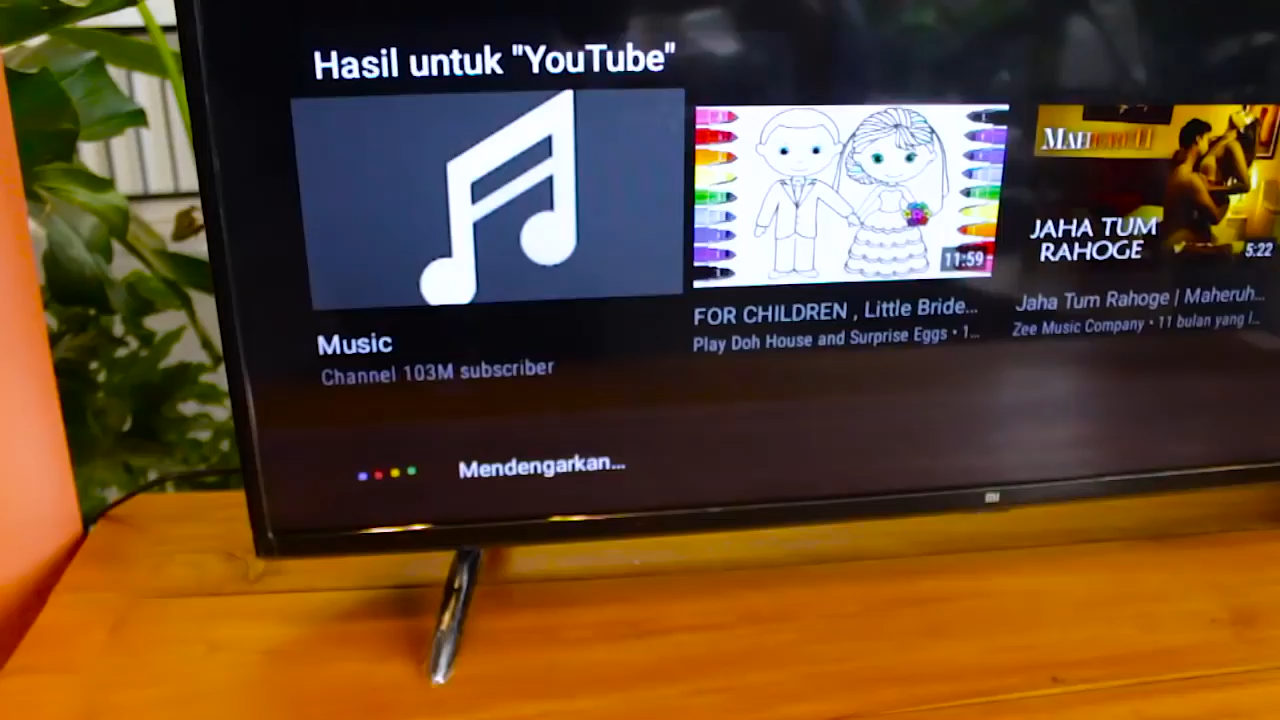 Hasil untuk "YouTube"
11:59
JAHA TUM
RAHOGE
5:22
Music
Channel 103M subscriber
FOR CHILDREN , Little Bride...
Play Doh House and Surprise Eggs • 1...
Jaha Tum Rahoge | Maheruh...
Zee Music Company • 11 bulan yang l...
Mendengarkan...
mi